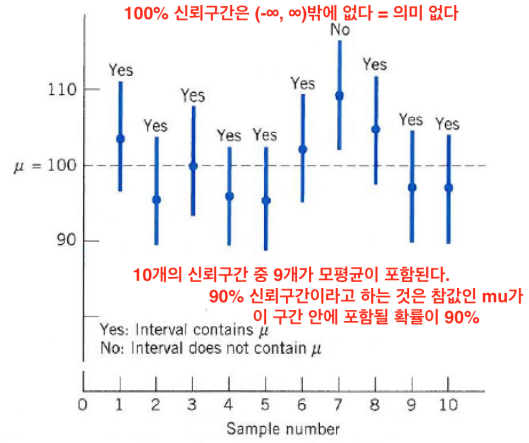 100% 신뢰구간은 (-∞, ∞)밖에 없다 = 의미 없다
No
Yes
Yes
Yes
Yes
Yes
Yes
Yes
Yes
Yes
110
μ = 100
90
10개의 신뢰구간 중 9개가 모평균이 포함된다.
90% 신뢰구간이라고 하는 것은 참값인 mu가
이 구간 안에 포함될 확률이 90%
Yes: Interval contains μ
No: Interval does not contain μ
0 1 2 3 4 5 6 7 8 9 10
Sample number